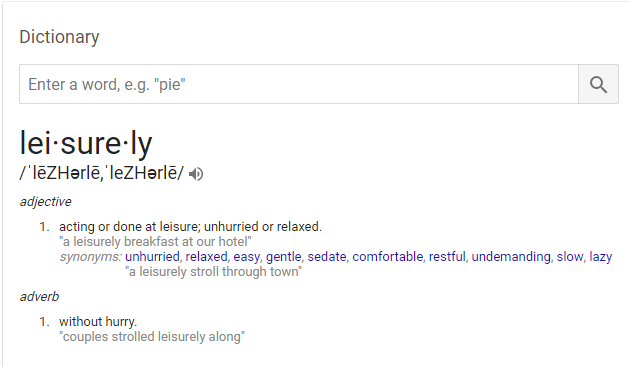 Dictionary
Enter a word, e.g. "pie"
lei·sure·ly
/ˈlēZHərlē,ˈleZHərlē/
adjective
1. acting or done at leisure; unhurried or relaxed.
"a leisurely breakfast at our hotel"
synonyms: unhurried, relaxed, easy, gentle, sedate, comfortable, restful, undemanding, slow, lazy
"a leisurely stroll through town"
adverb
1. without hurry.
"couples strolled leisurely along"